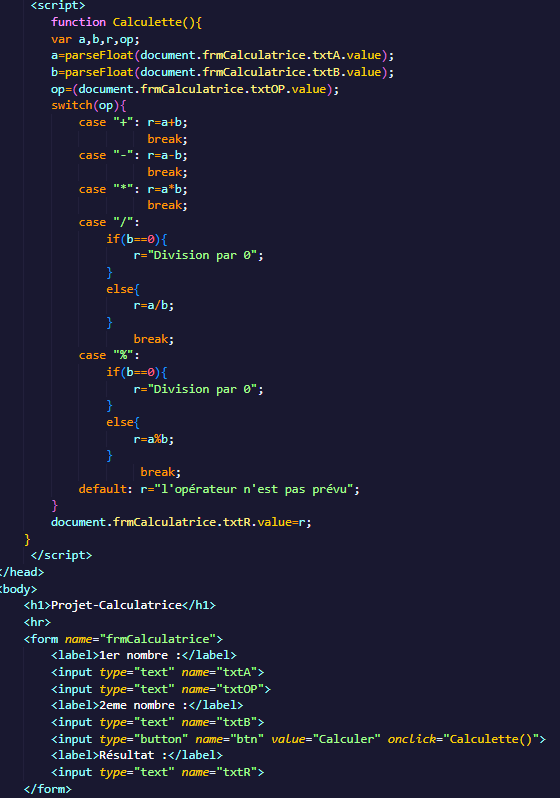 <script>
function Calculette(){
var a,b,r,op;
a=parseFloat(document.frmCalculatrice.txtA.value);
b=parseFloat(document.frmCalculatrice.txtB.value);
op=(document.frmCalculatrice.txtOP.value);
switch(op){
case "+": r=a+b;
break;
case "-": r=a-b;
break;
case "*": r=a*b;
break;
case "/":
if(b==0){
r="Division par 0";
}
else{
r=a/b;
}
break;
case "%":
if(b==0){
r="Division par 0";
}
else{
r=a%b;
}
break;
default: r="l'opérateur n'est pas prévu";
}
document.frmCalculatrice.txtR.value=r;
}
</script>
</head>
<body>
<h1>Projet-Calculatrice</h1>
<hr>
<form name="frmCalculatrice">
<label>1er nombre :</label>
<input type="text" name="txtA">
<input type="text" name="txtOP">
<label>2eme nombre :</label>
<input type="text" name="txtB">
<input type="button" name="btn" value="Calculer" onclick="Calculette()">
<label>Résultat :</label>
<input type="text" name="txtR">
</form>